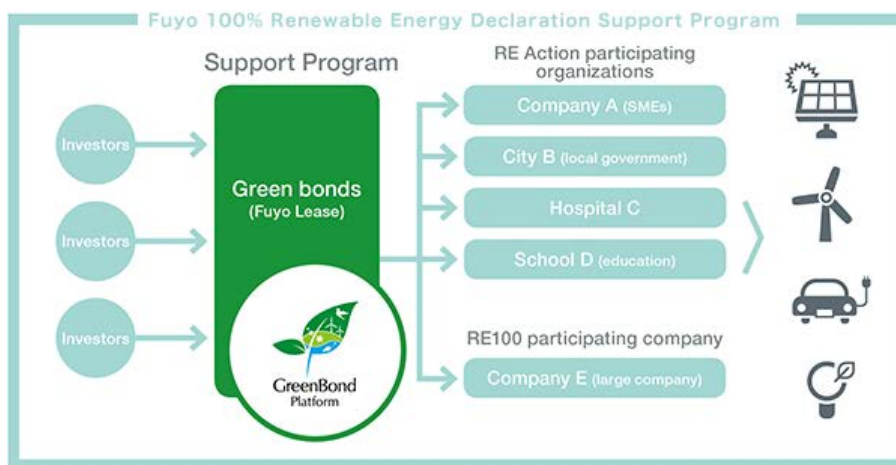 Fuyo 100% Renewable Energy Declaration Support Program
Support Program
Investors
Investors
Investors
Green bonds
(Fuyo Lease)
GreenBond
Platform
RE Action participating
organizations
Company A (SMEs)
City B (local government)
Hospital C
School D (education)
RE100 participating company
Company E (large company)